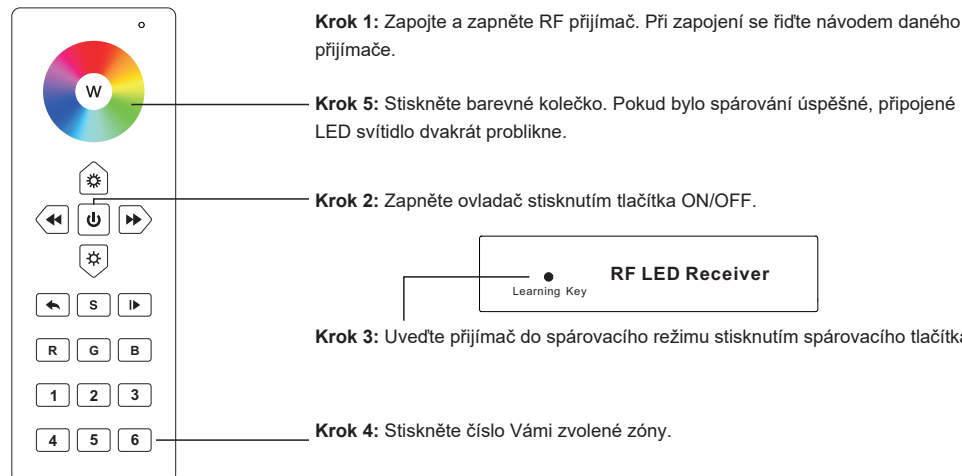 Krok 1: Zapojte a zapněte RF přijímač. Při zapojení se řiďte návodem daného
přijímače.
W
Krok 5: Stiskněte barevné kolečko. Pokud bylo spárování úspěšné, připojené
LED svítidlo dvakrát problikne.
Krok 2: Zapněte ovladač stisknutím tlačítka ON/OFF.
RF LED Receiver
Learning Key
S
Krok 3: Uveďte přijímač do spárovacího režimu stisknutím spárovacího tlačítka
R G B
1 2 3
Krok 4: Stiskněte číslo Vámi zvolené zóny.
4 5 6